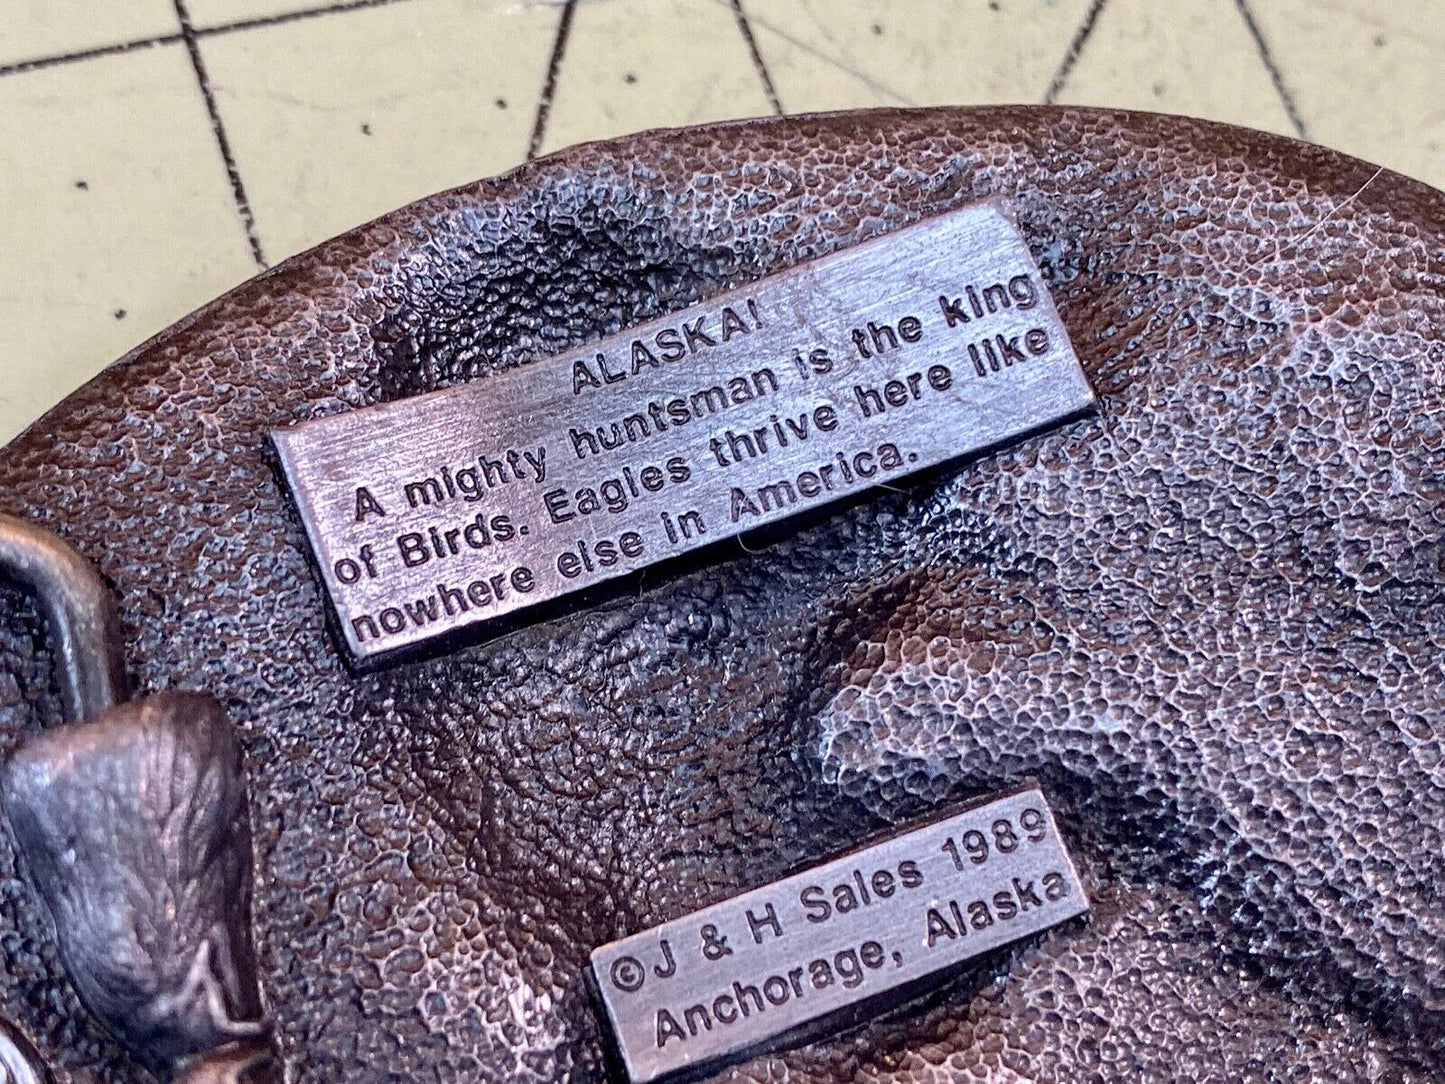 ALASKA!
A mighty huntsman is the king
of Birds. Eagles thrive here like
nowhere else in America.
©J & H Sales 1989
Anchorage, Alaska